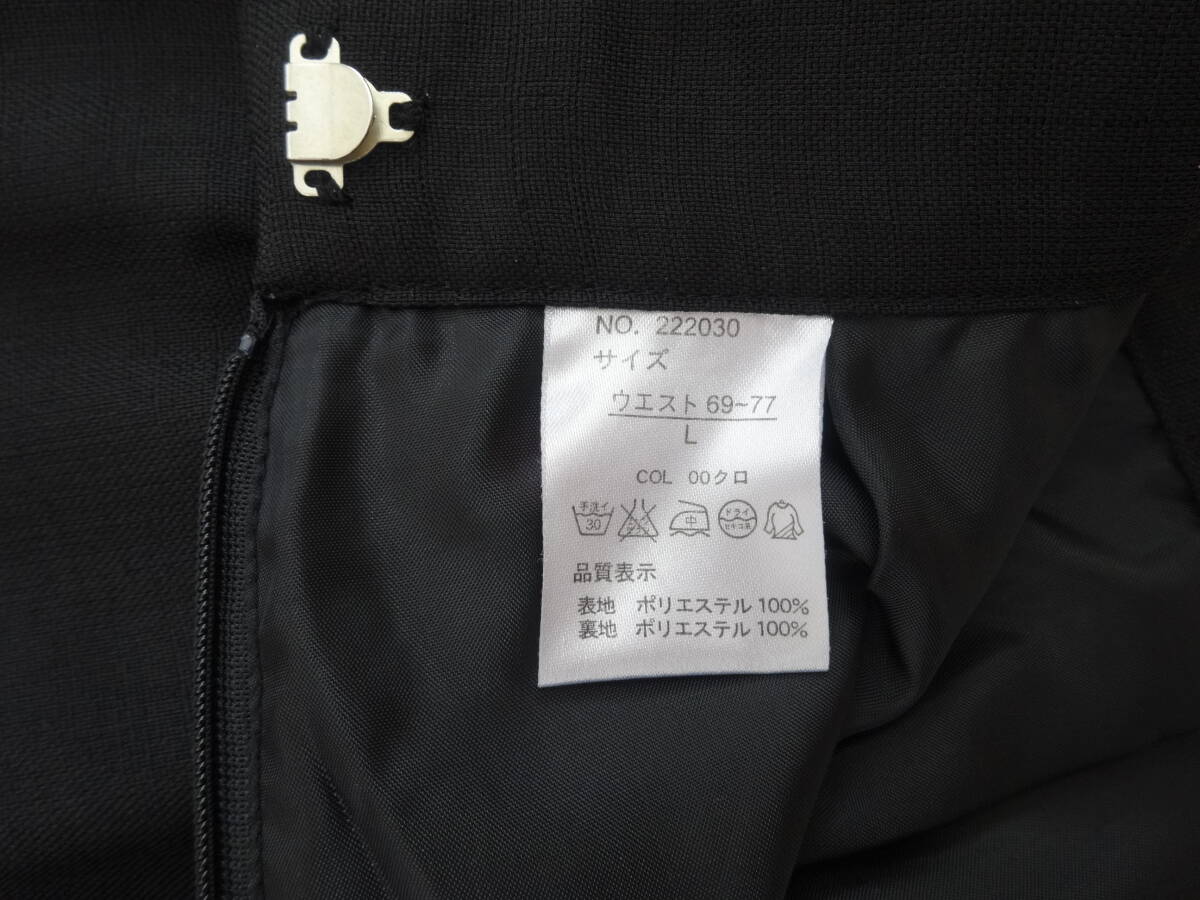 NO. 222030
サイズ
ウエスト 69~77
L
COL 00クロ
手洗イ 30 中 ドライ セキユ系
品質表示
表地 ポリエステル 100%
裏地 ポリエステル 100%